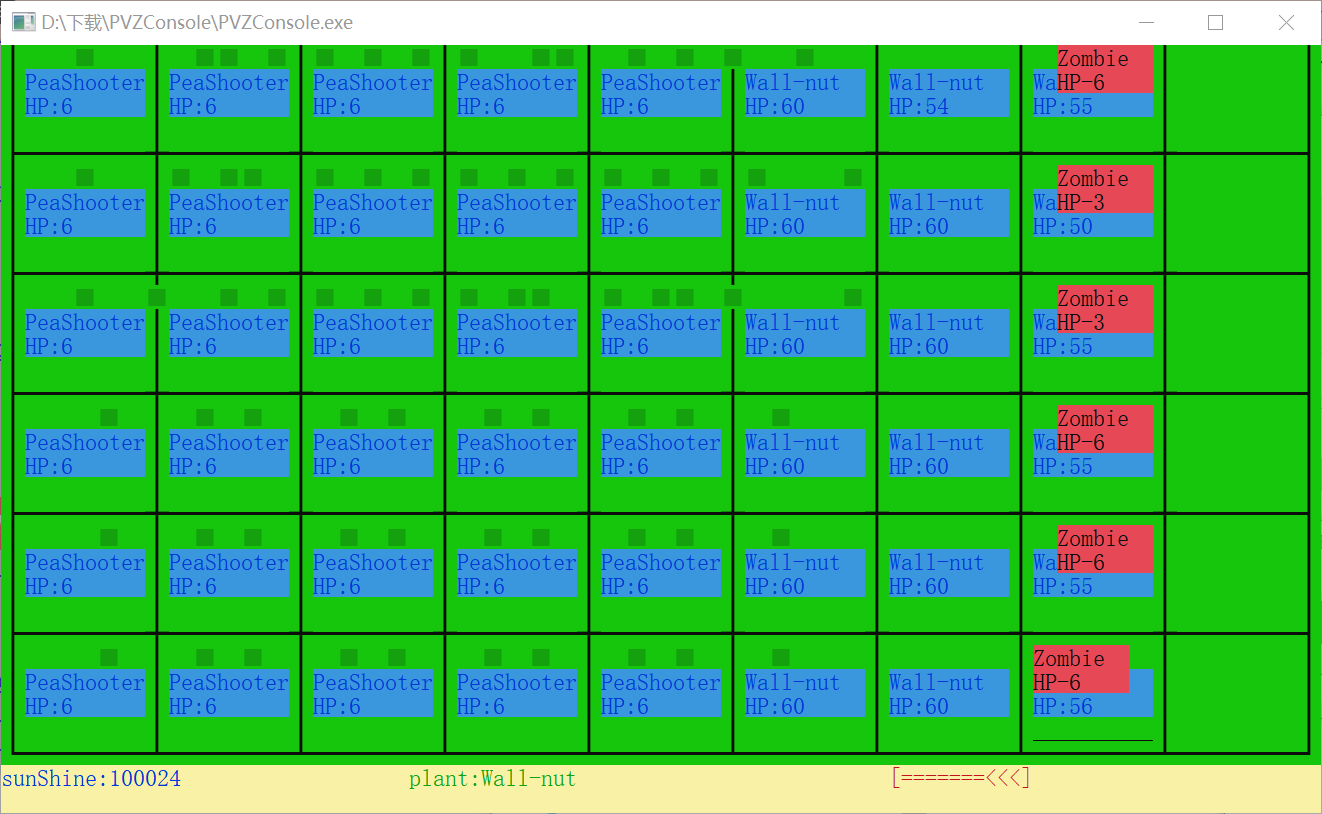 D:\下载\PVZConsole\PVZConsole.exe
Zombie
PeaShooter PeaShooter PeaShooter PeaShooter PeaShooter Wall-nut Wall-nut Wa HP-6
HP:6 HP:6 HP:6 HP:6 HP:6 HP:60 HP:54 HP:55
Zombie
PeaShooter PeaShooter PeaShooter PeaShooter PeaShooter Wall-nut Wall-nut Wa HP-3
HP:6 HP:6 HP:6 HP:6 HP:6 HP:60 HP:60 HP:50
Zombie
PeaShooter PeaShooter PeaShooter PeaShooter PeaShooter Wall-nut Wall-nut Wa HP-3
HP:6 HP:6 HP:6 HP:6 HP:6 HP:60 HP:60 HP:55
Zombie
PeaShooter PeaShooter PeaShooter PeaShooter PeaShooter Wall-nut Wall-nut Wa HP-6
HP:6 HP:6 HP:6 HP:6 HP:6 HP:60 HP:60 HP:55
Zombie
PeaShooter PeaShooter PeaShooter PeaShooter PeaShooter Wall-nut Wall-nut Wa HP-6
HP:6 HP:6 HP:6 HP:6 HP:6 HP:60 HP:60 HP:55
Zombie
PeaShooter PeaShooter PeaShooter PeaShooter PeaShooter Wall-nut Wall-nut HP-6
HP:6 HP:6 HP:6 HP:6 HP:6 HP:60 HP:60 HP:56
sunShine:100024 plant:Wall-nut [=======<<<]